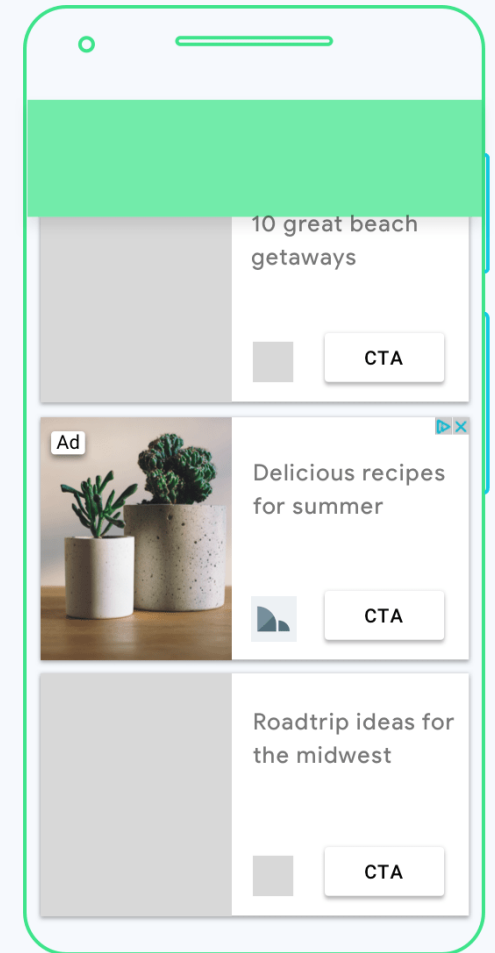 10 great beach
getaways
CTA
Ad
Delicious recipes
for summer
CTA
Roadtrip ideas for
the midwest
CTA